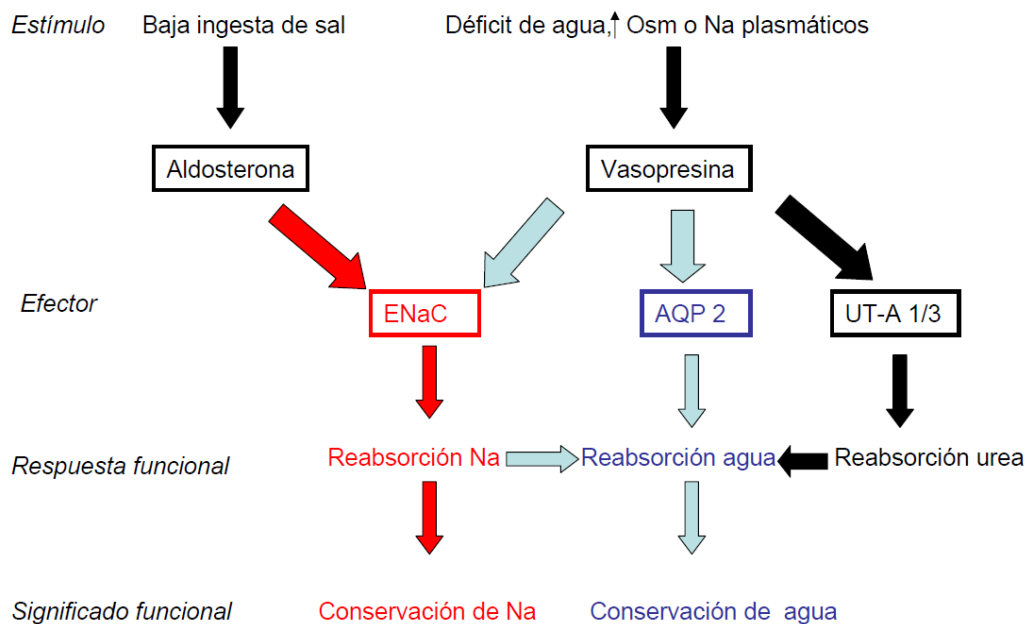 Estímulo Baja ingesta de sal Déficit de agua,↑ Osm o Na plasmáticos
Aldosterona Vasopresina
Efector ENaC AQP 2 UT-A 1/3
Respuesta funcional Reabsorción Na Reabsorción agua Reabsorción urea
Significado funcional Conservación de Na Conservación de agua